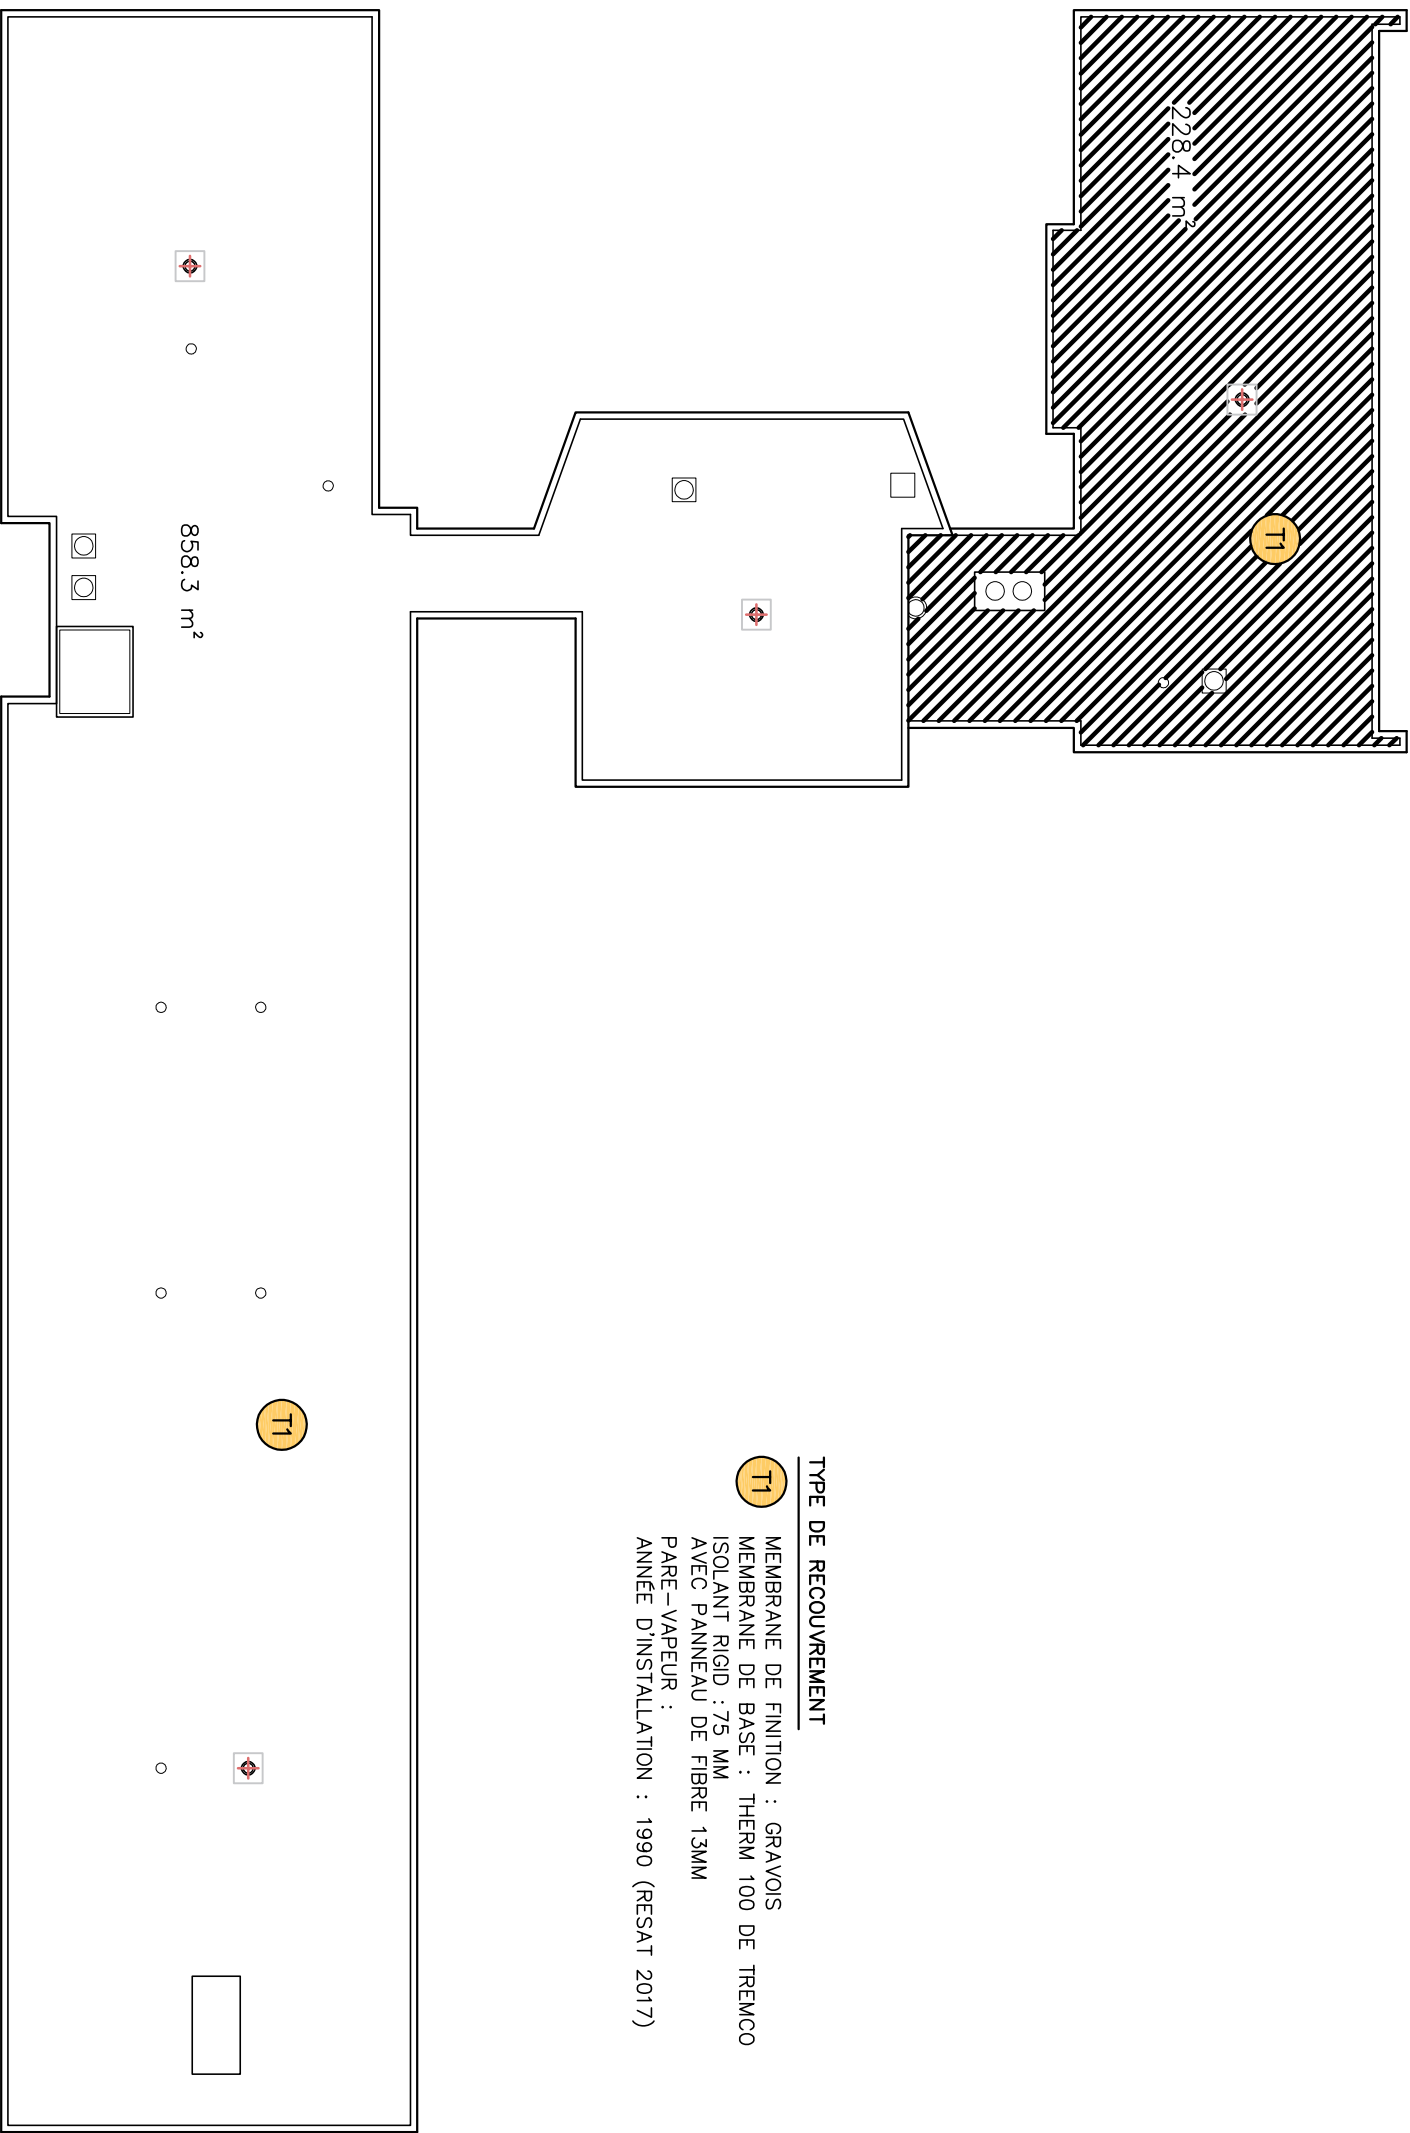 228.4 m²
T1
858.3 m²
T1
TYPE DE RECOUVREMENT
T1
MEMBRANE DE FINITION : GRAVOIS
MEMBRANE DE BASE : THERM 100 DE TREMCO
ISOLANT RIGID :75 MM
AVEC PANNEAU DE FIBRE 13MM
PARE-VAPEUR :
ANNÉE D'INSTALLATION : 1990 (RESAT 2017)